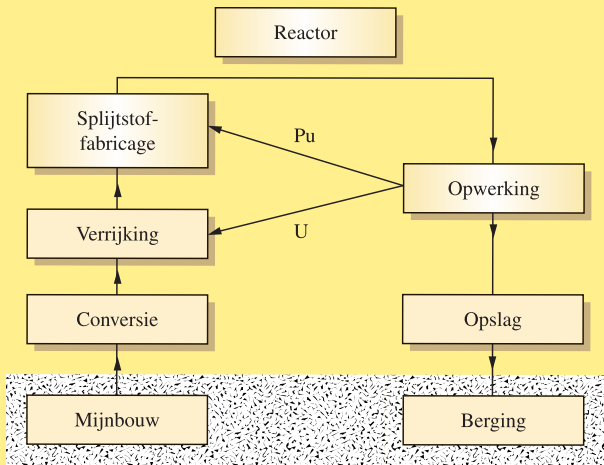 Reactor
Splijtstof-
fabricage
Pu
Opwerking
Verrijking
U
Conversie
Opslag
Mijnbouw
Berging